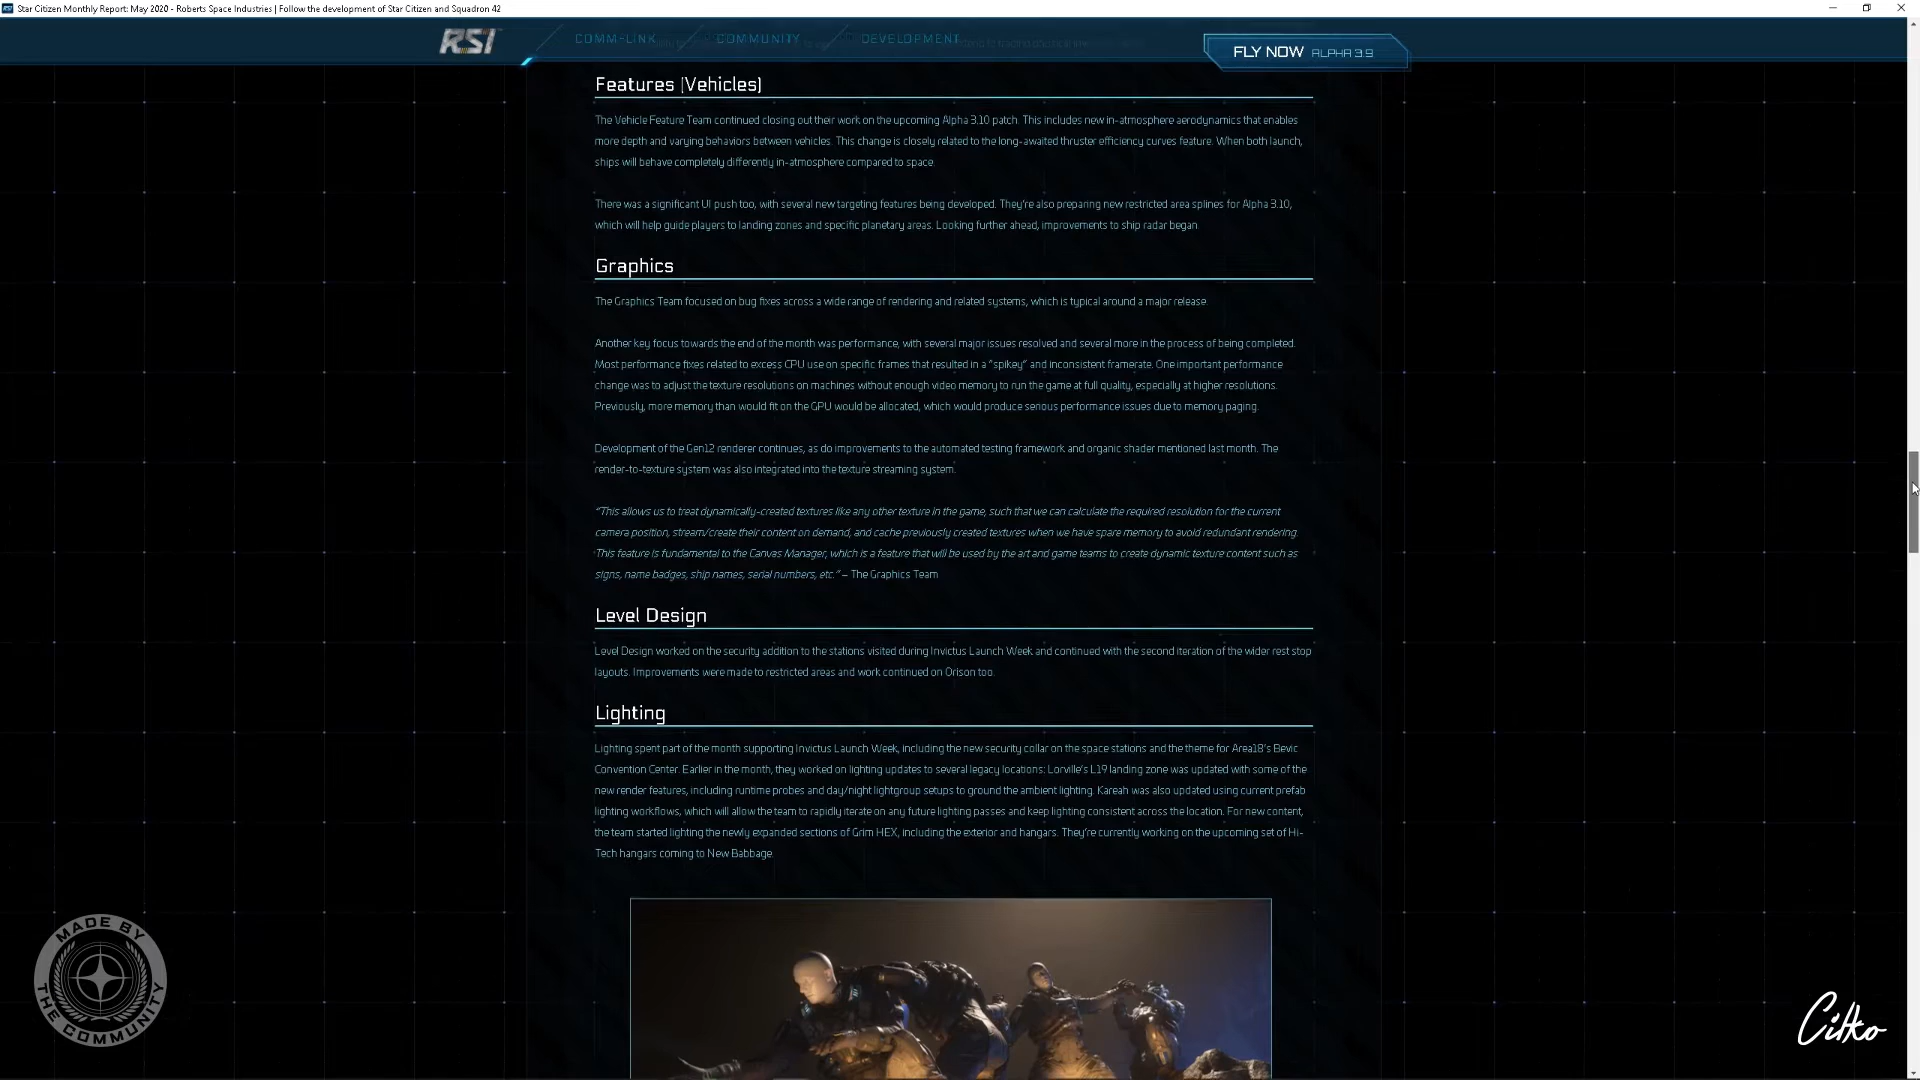 Star Citizen Monthly Report: May 2020 - Roberts Space Industries | Follow the development of Star Citizen and Squadron 42
RSI
COMM-LINK
COMMUNITY
DEVELOPMENT
FLY NOW ALPHA 3.9
Features (Vehicles)
The Vehicle Feature Team continued closing out their work on the upcoming Alpha 3.10 patch. This includes new in-atmosphere aerodynamics that enables
more depth and varying behaviors between vehicles. This change is closely related to the long-awaited thruster efficiency curves feature. When both launch,
ships will behave completely differently in-atmosphere compared to space.
There was a significant UI push too, with several new targeting features being developed. They're also preparing new restricted area splines for Alpha 3.10,
which will help guide players to landing zones and specific planetary areas. Looking further ahead, improvements to ship radar began.
Graphics
The Graphics Team focused on bug fixes across a wide range of rendering and related systems, which is typical around a major release.
Another key focus towards the end of the month was performance, with several major issues resolved and several more in the process of being completed.
Most performance fixes related to excess CPU use on specific frames that resulted in a "spikey" and inconsistent framerate. One important performance
change was to adjust the texture resolutions on machines without enough video memory to run the game at full quality, especially at higher resolutions.
Previously, more memory than would fit on the GPU would be allocated, which would produce serious performance issues due to memory paging.
Development of the Gen12 renderer continues, as do improvements to the automated testing framework and organic shader mentioned last month. The
render-to-texture system was also integrated into the texture streaming system.
"This allows us to treat dynamically-created textures like any other texture in the game, such that we can calculate the required resolution for the current
camera position, stream/create their content on demand, and cache previously created textures when we have spare memory to avoid redundant rendering.
This feature is fundamental to the Canvas Manager, which is a feature that will be used by the art and game teams to create dynamic texture content such as
signs, name badges, ship names, serial numbers, etc." – The Graphics Team
Level Design
Level Design worked on the security addition to the stations visited during Invictus Launch Week and continued with the second iteration of the wider rest stop
layouts. Improvements were made to restricted areas and work continued on Orison too.
Lighting
Lighting spent part of the month supporting Invictus Launch Week, including the new security collar on the space stations and the theme for Area18's Bevic
Convention Center. Earlier in the month, they worked on lighting updates to several legacy locations: Lorville's L19 landing zone was updated with some of the
new render features, including runtime probes and day/night lightgroup setups to ground the ambient lighting. Kareah was also updated using current prefab
lighting workflows, which will allow the team to rapidly iterate on any future lighting passes and keep lighting consistent across the location. For new content,
the team started lighting the newly expanded sections of Grim HEX, including the exterior and hangars. They're currently working on the upcoming set of Hi-
Tech hangars coming to New Babbage.
MADE BY
THE COMMUNITY